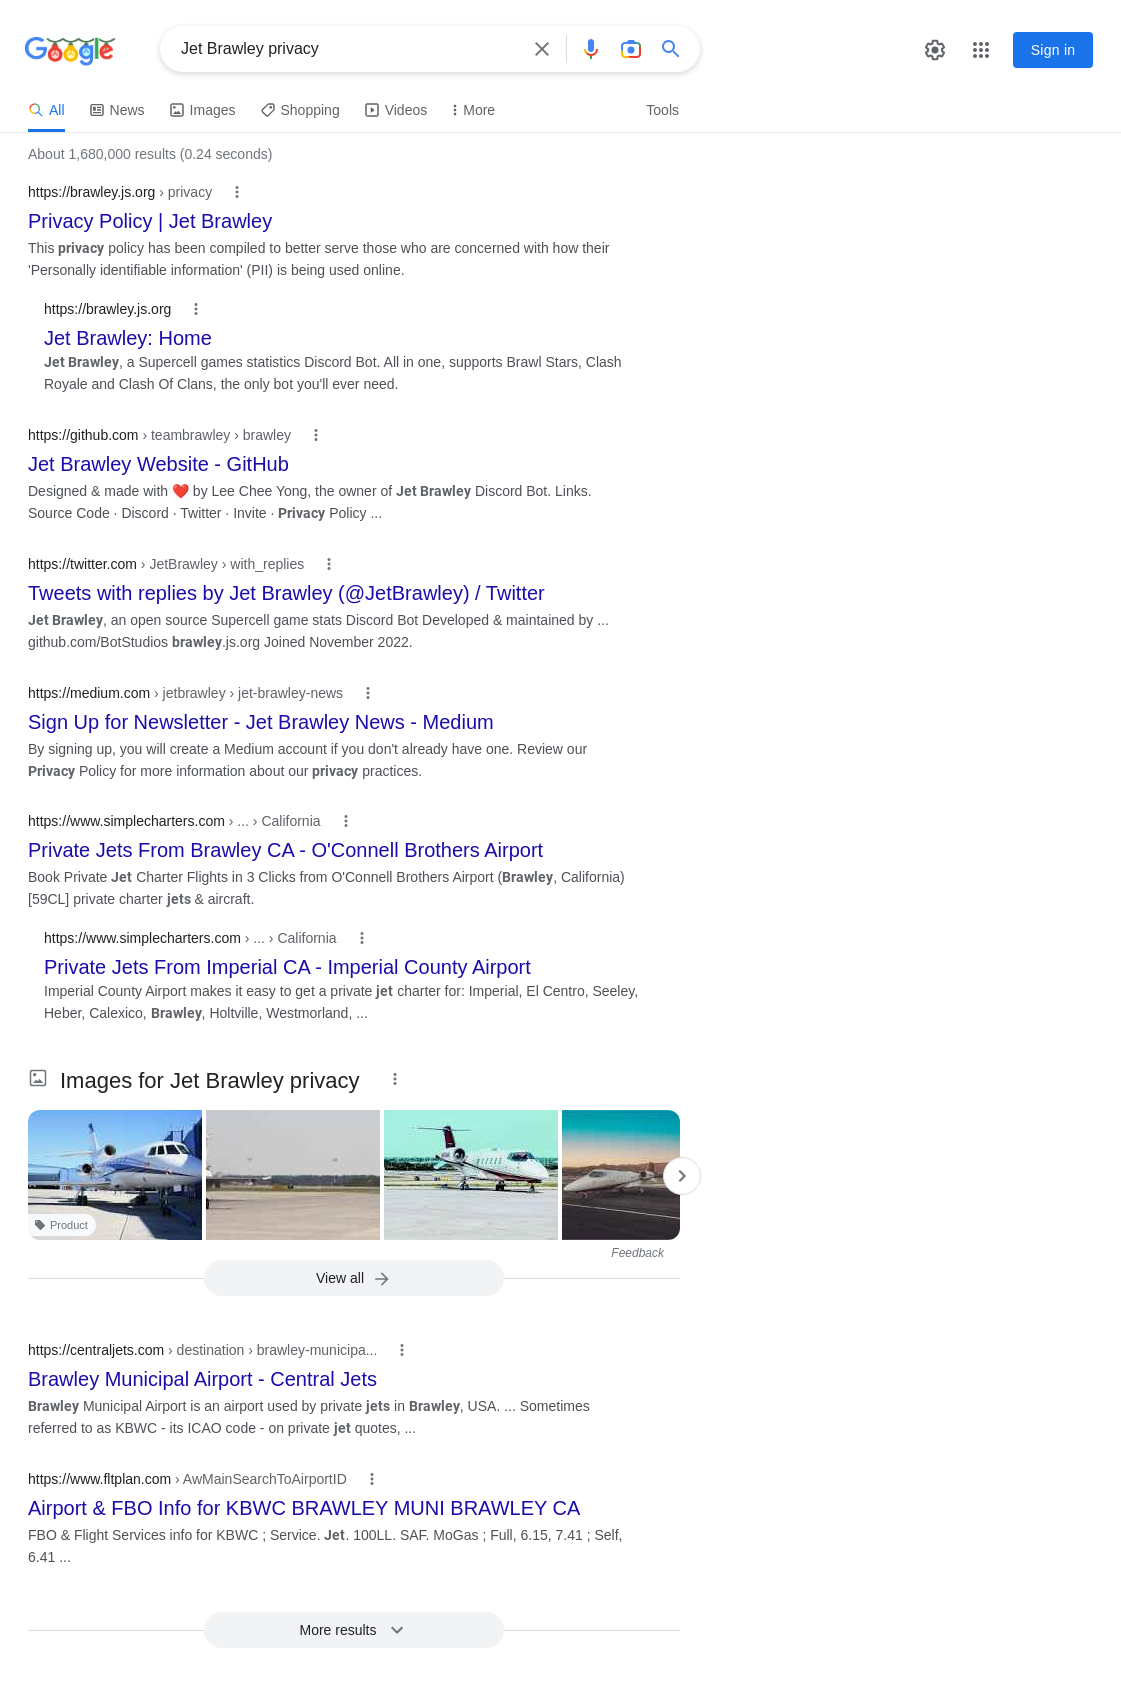 Google
Jet Brawley privacy
Sign in
All
News
Images
Shopping
Videos
More
Tools
About 1,680,000 results (0.24 seconds)
https://brawley.js.org › privacy
Privacy Policy | Jet Brawley
This privacy policy has been compiled to better serve those who are concerned with how their
'Personally identifiable information' (PII) is being used online.
https://brawley.js.org
Jet Brawley: Home
Jet Brawley, a Supercell games statistics Discord Bot. All in one, supports Brawl Stars, Clash
Royale and Clash Of Clans, the only bot you'll ever need.
https://github.com › teambrawley › brawley
Jet Brawley Website - GitHub
Designed & made with ❤️ by Lee Chee Yong, the owner of Jet Brawley Discord Bot. Links.
Source Code · Discord · Twitter · Invite · Privacy Policy ...
https://twitter.com › JetBrawley › with_replies
Tweets with replies by Jet Brawley (@JetBrawley) / Twitter
Jet Brawley, an open source Supercell game stats Discord Bot Developed & maintained by ...
github.com/BotStudios brawley.js.org Joined November 2022.
https://medium.com › jetbrawley › jet-brawley-news
Sign Up for Newsletter - Jet Brawley News - Medium
By signing up, you will create a Medium account if you don't already have one. Review our
Privacy Policy for more information about our privacy practices.
https://www.simplecharters.com › ... › California
Private Jets From Brawley CA - O'Connell Brothers Airport
Book Private Jet Charter Flights in 3 Clicks from O'Connell Brothers Airport (Brawley, California)
[59CL] private charter jets & aircraft.
https://www.simplecharters.com › ... › California
Private Jets From Imperial CA - Imperial County Airport
Imperial County Airport makes it easy to get a private jet charter for: Imperial, El Centro, Seeley,
Heber, Calexico, Brawley, Holtville, Westmorland, ...
Images for Jet Brawley privacy
Product
Feedback
View all
https://centraljets.com › destination › brawley-municipa...
Brawley Municipal Airport - Central Jets
Brawley Municipal Airport is an airport used by private jets in Brawley, USA. ... Sometimes
referred to as KBWC - its ICAO code - on private jet quotes, ...
https://www.fltplan.com › AwMainSearchToAirportID
Airport & FBO Info for KBWC BRAWLEY MUNI BRAWLEY CA
FBO & Flight Services info for KBWC ; Service. Jet. 100LL. SAF. MoGas ; Full, 6.15, 7.41 ; Self,
6.41 ...
More results